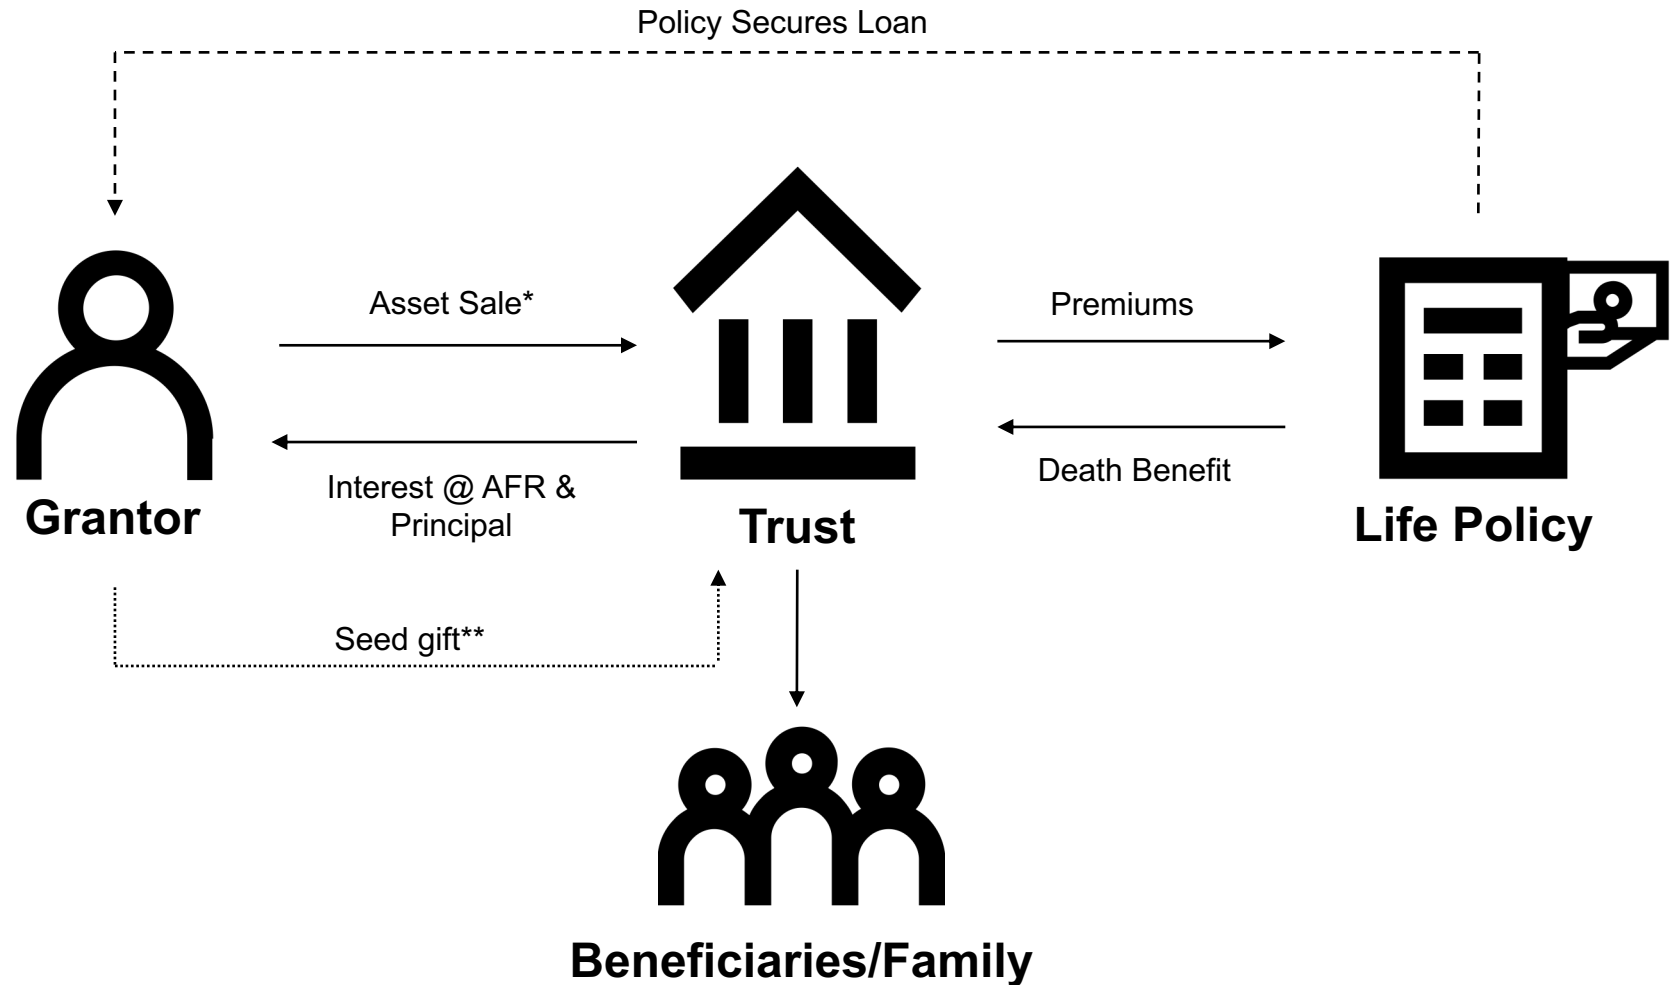 Policy Secures Loan
Asset Sale*
Premiums
Interest @ AFR &
Principal
Death Benefit
Grantor
Trust
Life Policy
Seed gift**
Beneficiaries/Family